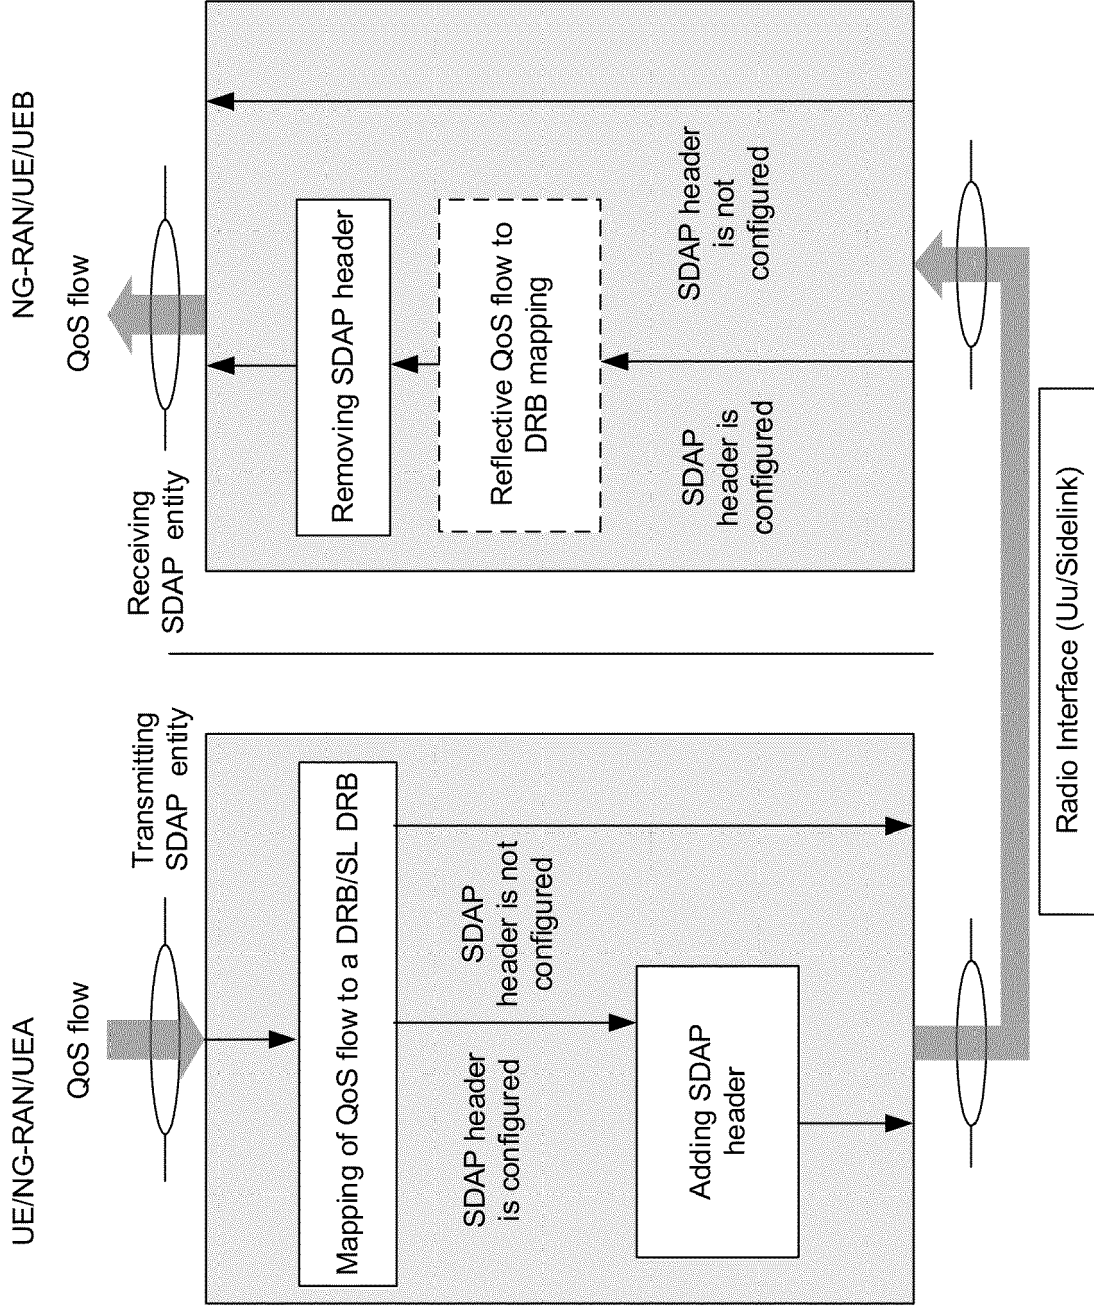 UE/NG-RAN/UEA
NG-RAN/UE/UEB
QoS flow
Transmitting
SDAP entity
Mapping of QoS flow to a DRB/SL DRB
SDAP header
is configured
SDAP
header is not
configured
Adding SDAP
header
QoS flow
Receiving
SDAP entity
Removing SDAP header
Reflective QoS flow to
DRB mapping
SDAP
header is
configured
SDAP header
is not
configured
Radio Interface (Uu/Sidelink)